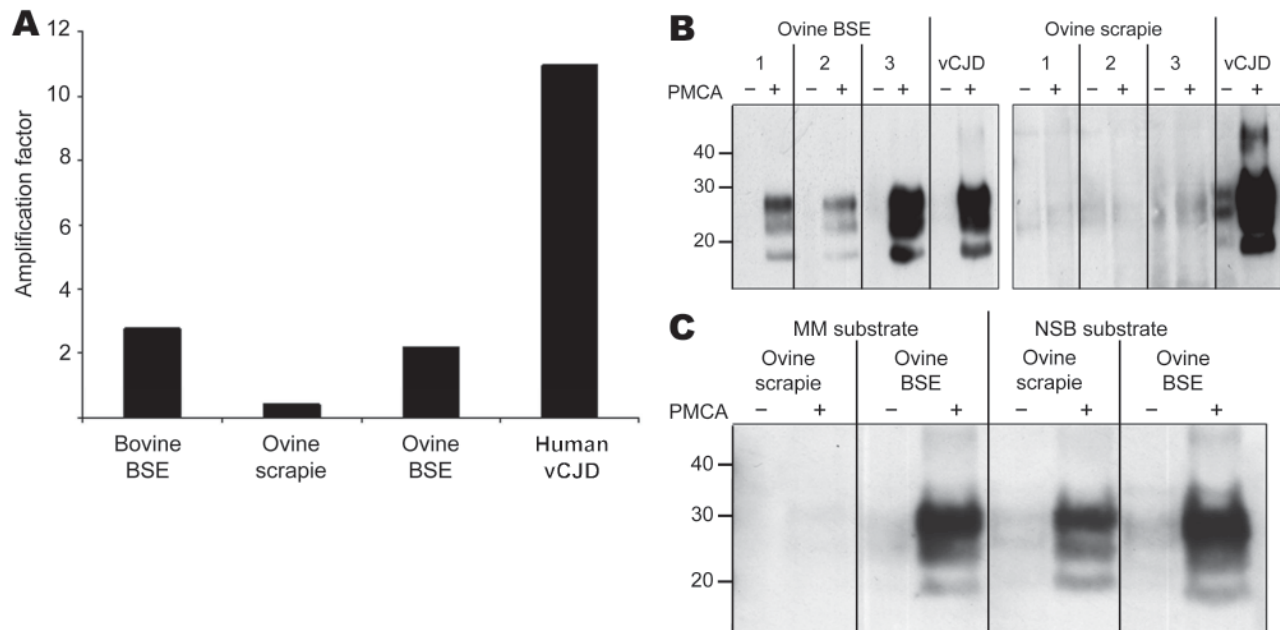 A
Amplification factor
12
10
8
6
4
2
Bovine
BSE
Ovine
scrapie
Ovine
BSE
Human
vCJD
B
Ovine BSE
Ovine scrapie
1 2 3 vCJD 1 2 3 vCJD
PMCA − + − + − + − + − + − + − + − +
40
30
20
C
MM substrate NSB substrate
Ovine
scrapie
Ovine
BSE
Ovine
scrapie
Ovine
BSE
PMCA − + − + − + − +
40
30
20